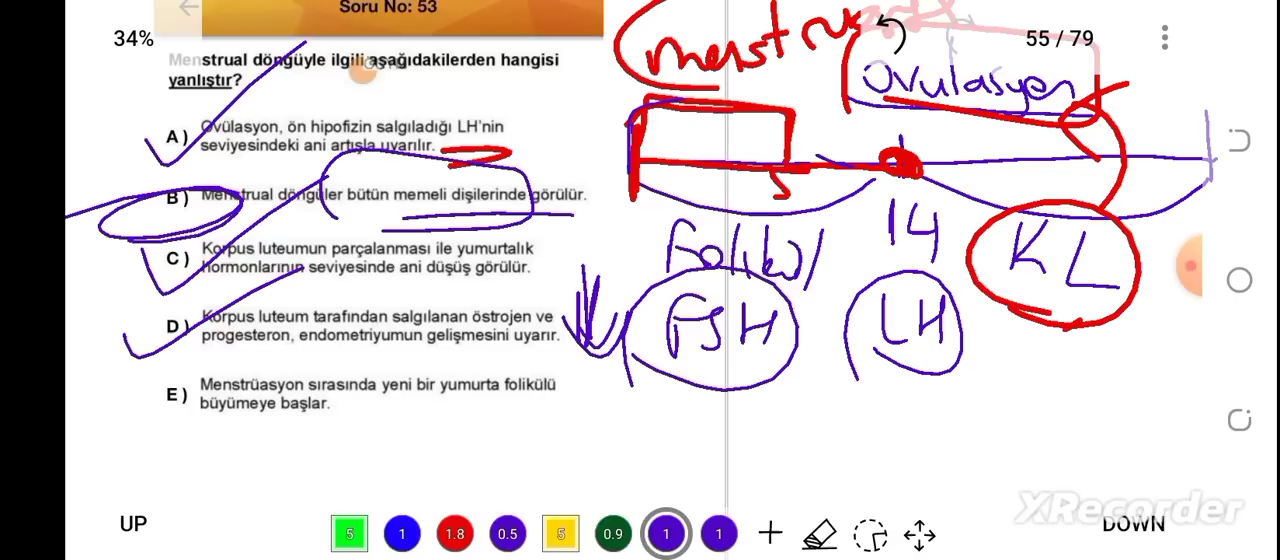 Soru No: 53
34%
55 / 79
Menstrual döngüyle ilgili aşağıdakilerden hangisi
yanlıştır?
A) Ovülasyon, ön hipofizin salgıladığı LH'nin
seviyesindeki ani artışla uyarılır.
B) Menstrual döngüler bütün memeli dişilerinde görülür.
C) Korpus luteumun parçalanması ile yumurtalık
hormonlarının seviyesinde ani düşüş görülür.
D) Korpus luteum tarafından salgılanan östrojen ve
progesteron, endometriyumun gelişmesini uyarır.
E) Menstrüasyon sırasında yeni bir yumurta folikülü
büyümeye başlar.
ovulasyon
5
14
Folikül
KL
FSH
LH
UP
5
1
1.8
0.5
5
0.9
1
1
XRecorder
DOWN